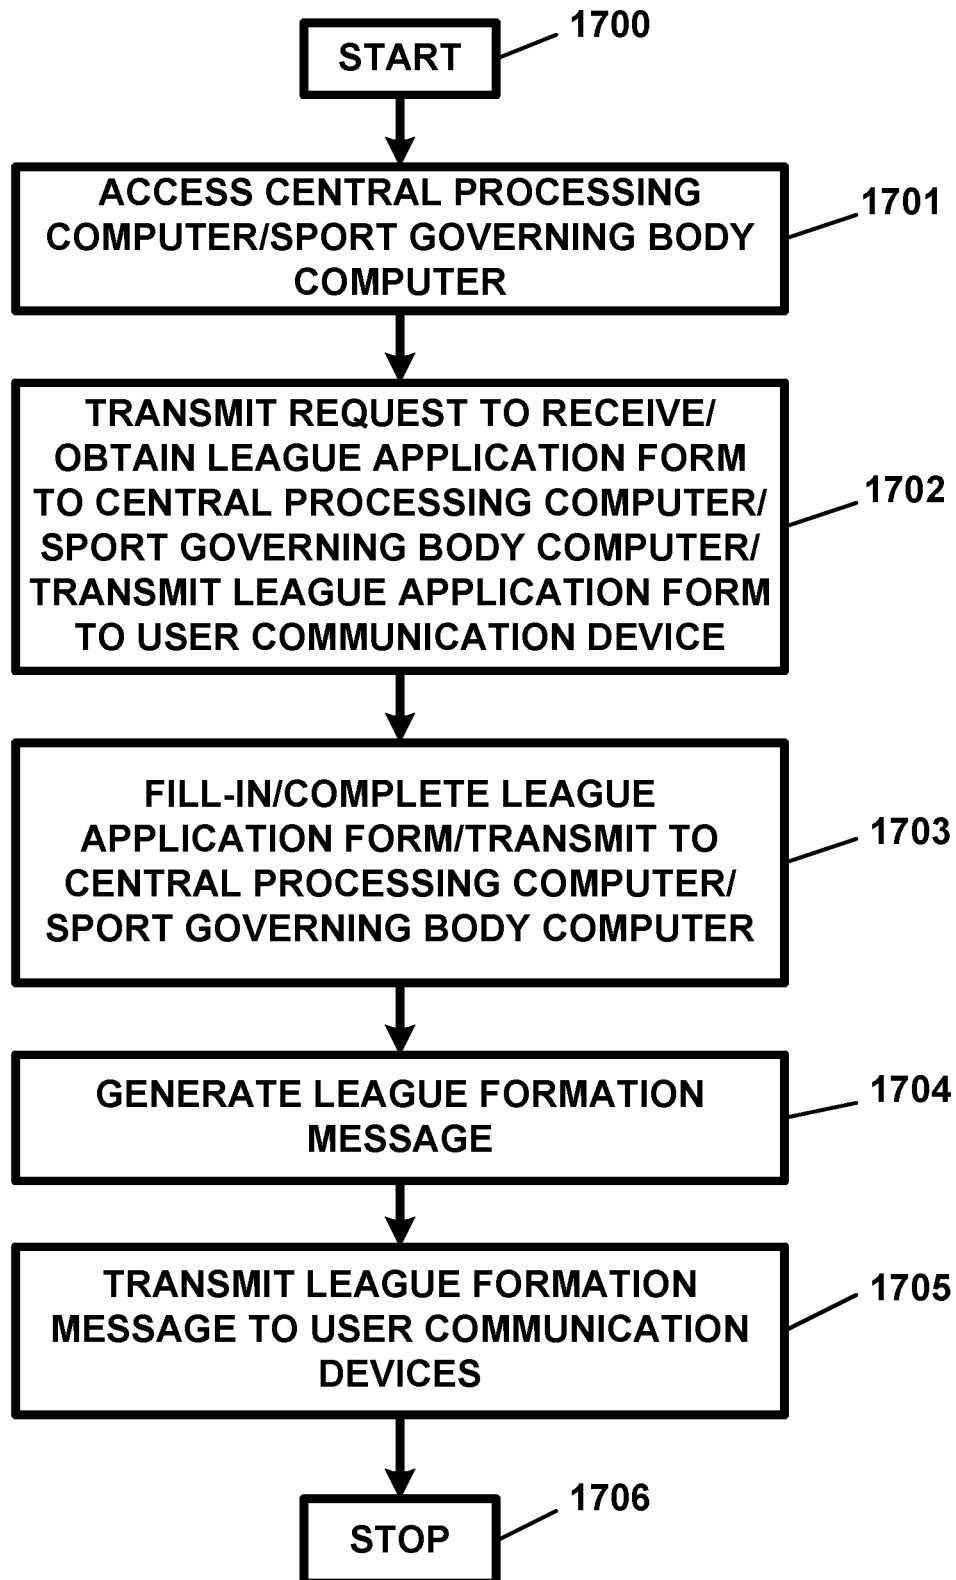 START
1700
ACCESS CENTRAL PROCESSING
COMPUTER/SPORT GOVERNING BODY
COMPUTER
1701
TRANSMIT REQUEST TO RECEIVE/
OBTAIN LEAGUE APPLICATION FORM
TO CENTRAL PROCESSING COMPUTER/
SPORT GOVERNING BODY COMPUTER/
TRANSMIT LEAGUE APPLICATION FORM
TO USER COMMUNICATION DEVICE
1702
FILL-IN/COMPLETE LEAGUE
APPLICATION FORM/TRANSMIT TO
CENTRAL PROCESSING COMPUTER/
SPORT GOVERNING BODY COMPUTER
1703
GENERATE LEAGUE FORMATION
MESSAGE
1704
TRANSMIT LEAGUE FORMATION
MESSAGE TO USER COMMUNICATION
DEVICES
1705
STOP
1706